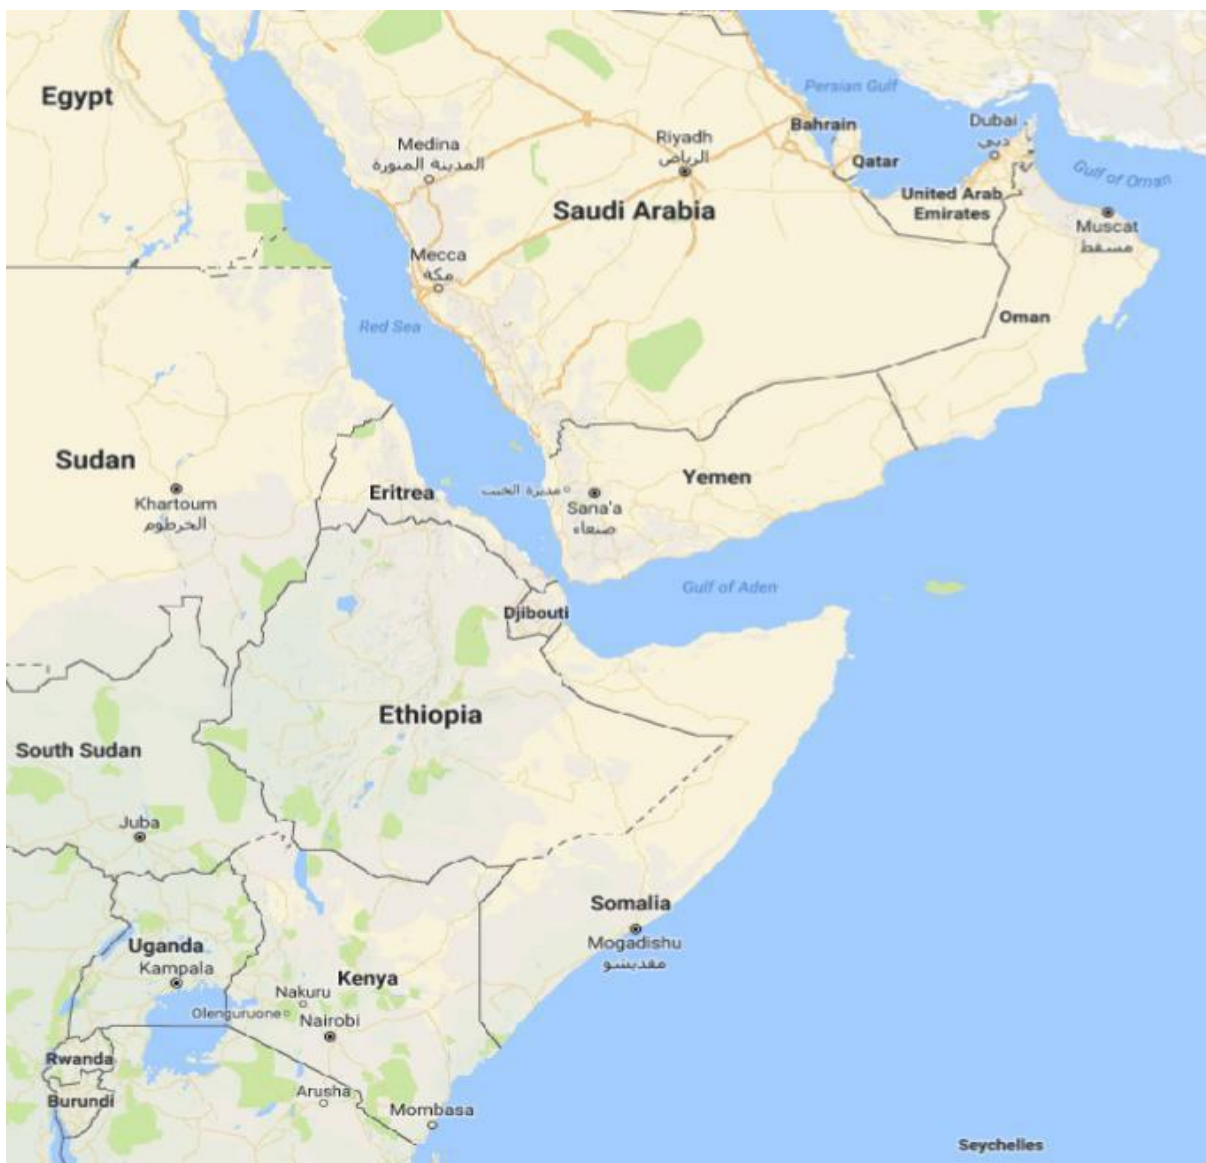 Persian Gulf
Egypt
Bahrain
Dubai
دبي
Medina
المدينة المنورة
Riyadh
الرياض
Qatar
Gulf of Oman
United Arab
Emirates
Saudi Arabia
Muscat
مسقط
Mecca
مكة
Oman
Red Sea
Sudan
Yemen
Khartoum
الخرطوم
Eritrea
مديرة الخبت
Sana'a
صنعاء
Gulf of Aden
Djibouti
Ethiopia
South Sudan
Juba
Somalia
Mogadishu
مقديشو
Uganda
Kampala
Kenya
Nakuru
Olenguruone
Nairobi
Rwanda
Burundi
Arusha
Mombasa
Seychelles